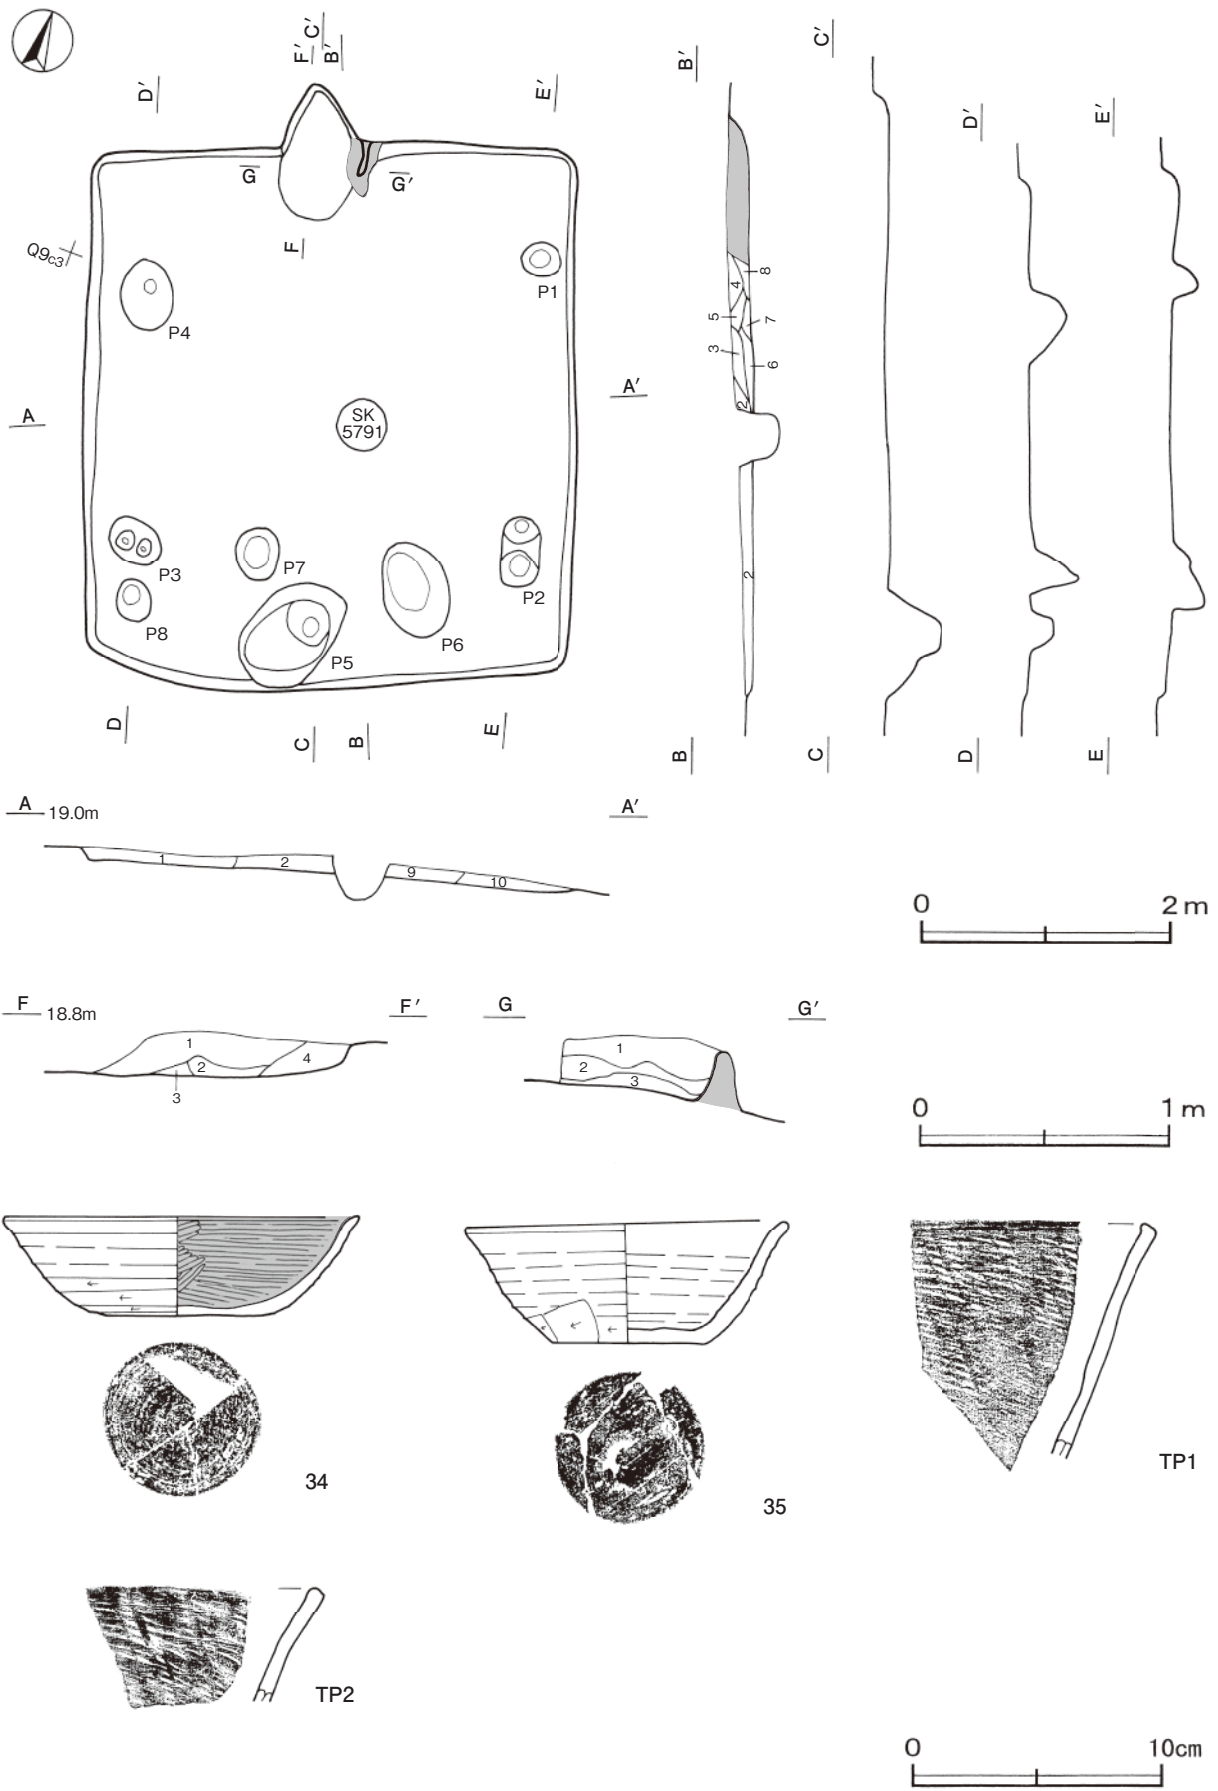 F′
C′
B′
D′
E′
G
G′
F
Q9c3
P1
P4
A
A′
SK
5791
P3
P7
P2
P8
P6
P5
D
C
B
E
B′
8
4
5
7
3
6
2
2
B
C′
C
D′
D
E′
E
A
19.0m
A′
1
2
9
10
0
2m
F
18.8m
F′
1
2
4
3
G
G′
1
2
3
0
1m
34
35
TP1
TP2
0
10cm